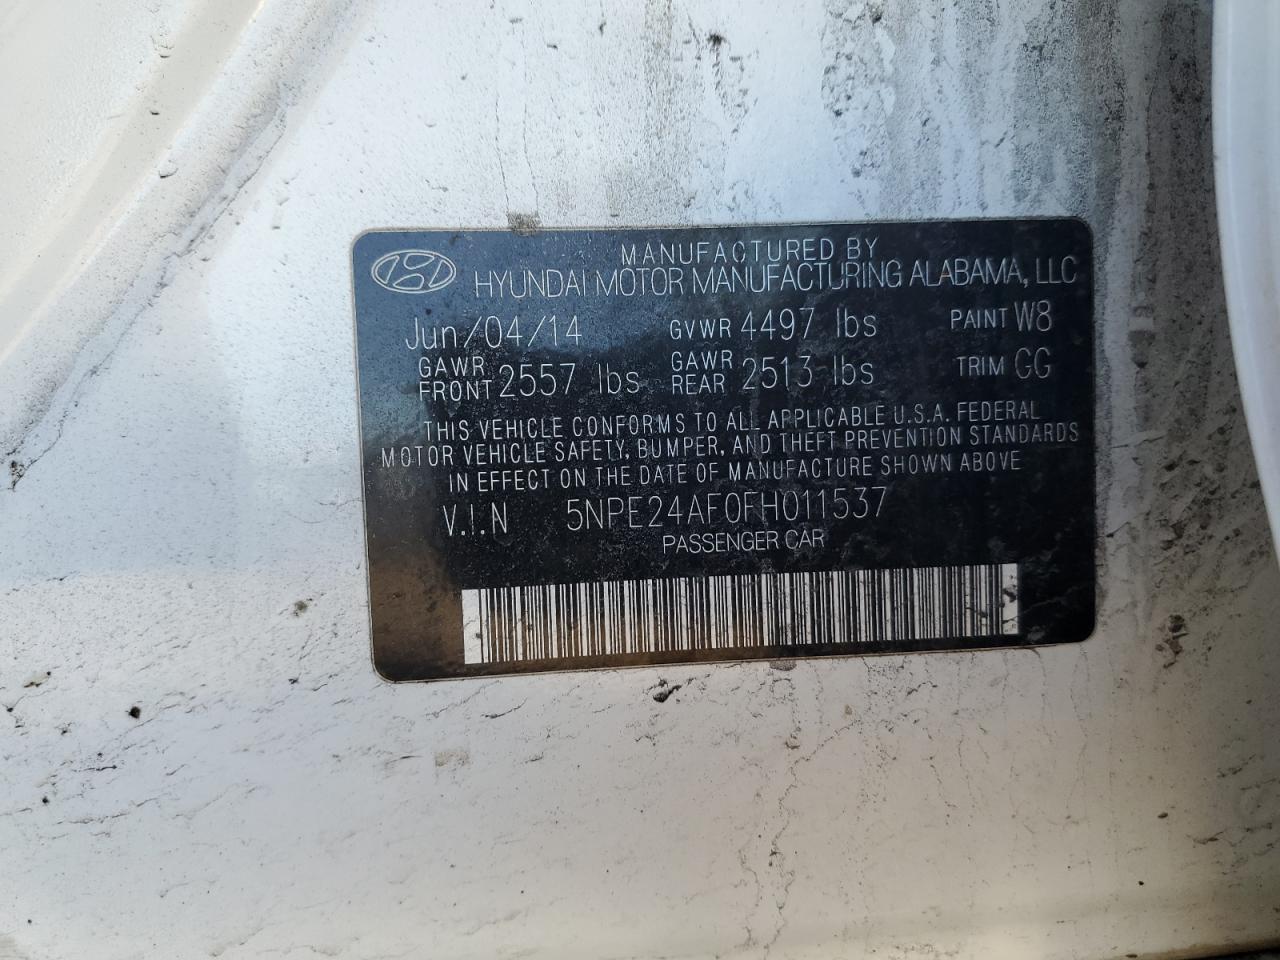 MANUFACTURED BY
HYUNDAI MOTOR MANUFACTURING ALABAMA, LLC
Jun/04/14 GVWR 4497 lbs PAINT W8
GAWR FRONT 2557 lbs GAWR REAR 2513 lbs TRIM GG
THIS VEHICLE CONFORMS TO ALL APPLICABLE U.S.A. FEDERAL
MOTOR VEHICLE SAFETY, BUMPER, AND THEFT PREVENTION STANDARDS
IN EFFECT ON THE DATE OF MANUFACTURE SHOWN ABOVE
V.I.N 5NPE24AF0FH011537
PASSENGER CAR